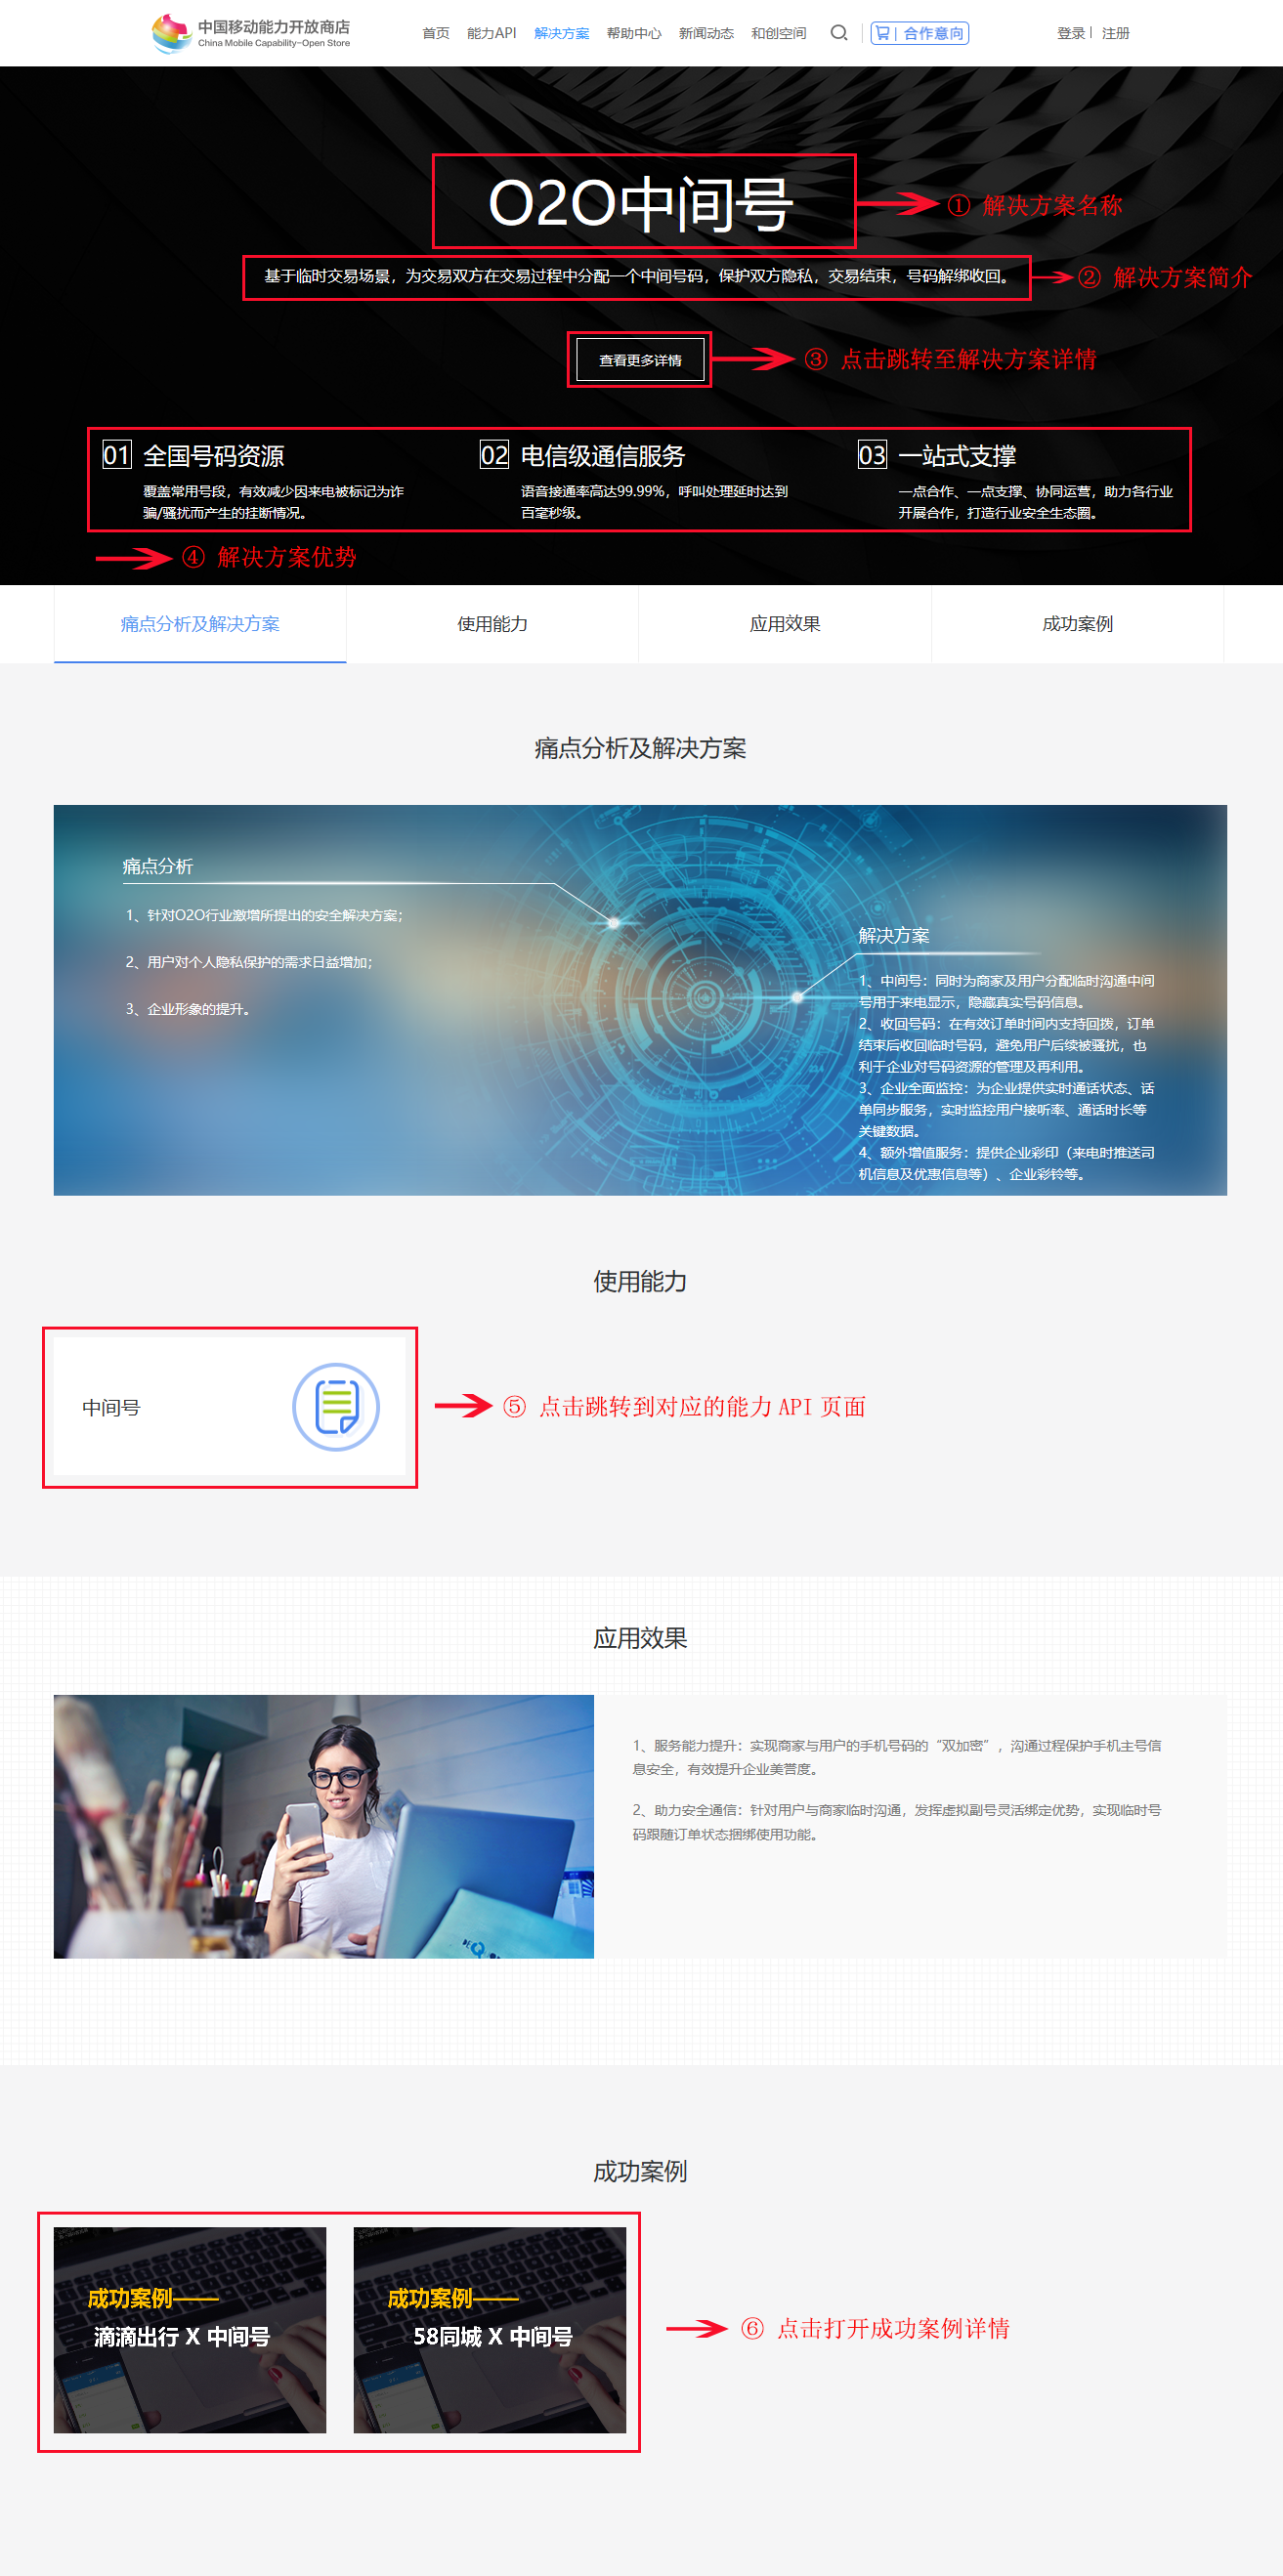 中国移动能力开放商店
China Mobile Capability-Open Store
首页 能力API 解决方案 帮助中心 新闻动态 和创空间 | 合作意向 登录 | 注册
O2O中间号
① 解决方案名称
基于临时交易场景，为交易双方在交易过程中分配一个中间号码，保护双方隐私，交易结束，号码解绑收回。
② 解决方案简介
查看更多详情
③ 点击跳转至解决方案详情
01 全国号码资源
覆盖常用号段，有效减少因来电被标记为诈
骗/骚扰而产生的挂断情况。
02 电信级通信服务
语音接通率高达99.99%，呼叫处理延时达到
百毫秒级。
03 一站式支撑
一点合作、一点支撑、协同运营，助力各行业
开展合作，打造行业安全生态圈。
④ 解决方案优势
痛点分析及解决方案 使用能力 应用效果 成功案例
痛点分析及解决方案
痛点分析
1、针对O2O行业激增所提出的安全解决方案；
2、用户对个人隐私保护的需求日益增加；
3、企业形象的提升。
解决方案
1、中间号：同时为商家及用户分配临时沟通中间
号用于来电显示，隐藏真实号码信息。
2、收回号码：在有效订单时间内支持回拨，订单
结束后收回临时号码，避免用户后续被骚扰，也
利于企业对号码资源的管理及再利用。
3、企业全面监控：为企业提供实时通话状态、话
单同步服务，实时监控用户接听率、通话时长等
关键数据。
4、额外增值服务：提供企业彩印（来电时推送司
机信息及优惠信息等）、企业彩铃等。
使用能力
中间号
⑤ 点击跳转到对应的能力 API 页面
应用效果
1、服务能力提升：实现商家与用户的手机号码的“双加密”，沟通过程保护手机主号信
息安全，有效提升企业美誉度。
2、助力安全通信：针对用户与商家临时沟通，发挥虚拟副号灵活绑定优势，实现临时号
码跟随订单状态捆绑使用功能。
成功案例
成功案例——
滴滴出行 X 中间号
成功案例——
58同城 X 中间号
⑥ 点击打开成功案例详情